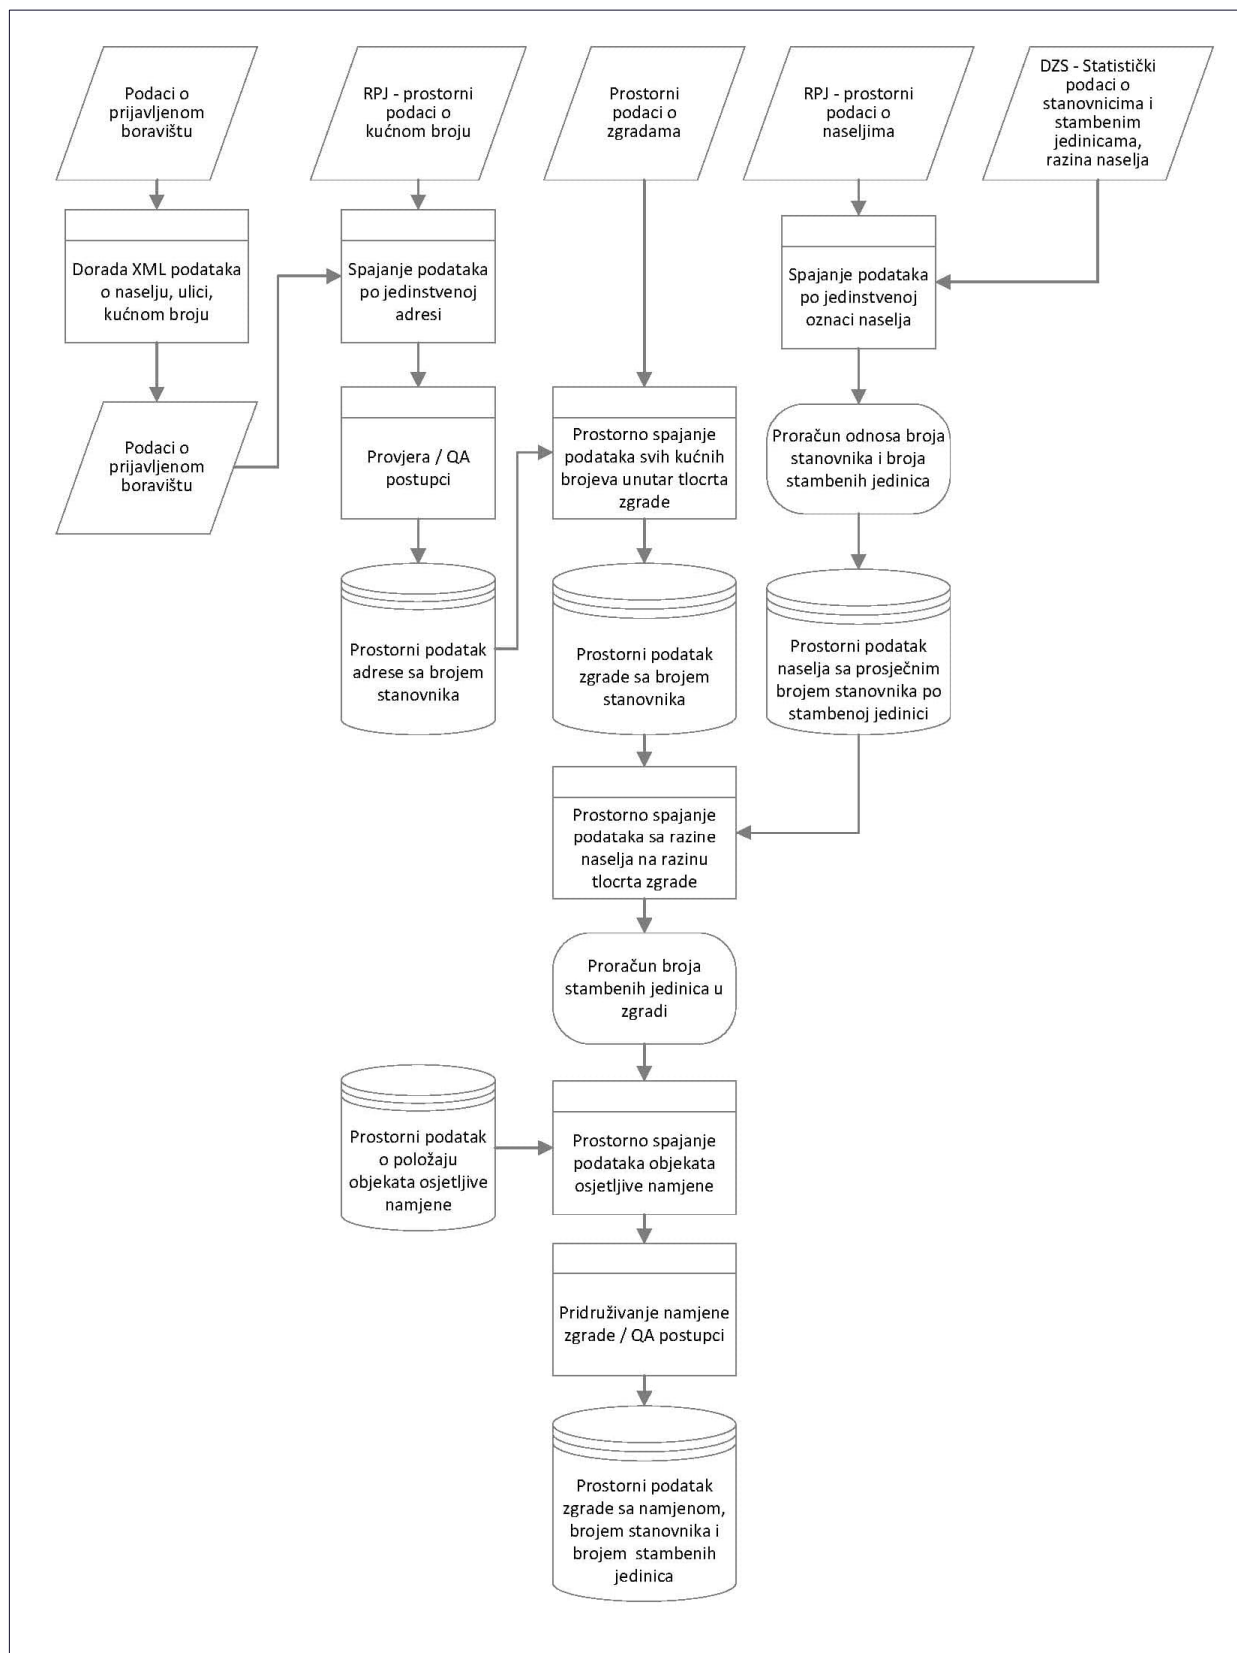 Podaci o
prijavljenom
boravištu
RPJ - prostorni
podaci o
kućnom broju
Prostorni
podaci o
zgradama
RPJ - prostorni
podaci o
naseljima
DZS - Statistički
podaci o
stanovnicima i
stambenim
jedinicama,
razina naselja
Dorada XML podataka
o naselju, ulici,
kućnom broju
Spajanje podataka
po jedinstvenoj
adresi
Spajanje podataka
po jedinstvenoj
oznaci naselja
Podaci o
prijavljenom
boravištu
Provjera / QA
postupci
Prostorno spajanje
podataka svih kućnih
brojeva unutar tlocrta
zgrade
Proračun odnosa broja
stanovnika i broja
stambenih jedinica
Prostorni podatak
adrese sa brojem
stanovnika
Prostorni podatak
zgrade sa brojem
stanovnika
Prostorni podatak
naselja sa prosječnim
brojem stanovnika po
stambenoj jedinici
Prostorno spajanje
podataka sa razine
naselja na razinu
tlocrta zgrade
Proračun broja
stambenih jedinica u
zgradi
Prostorni podatak
o položaju
objekata osjetljive
namjene
Prostorno spajanje
podataka objekata
osjetljive namjene
Pridruživanje namjene
zgrade / QA postupci
Prostorni podatak
zgrade sa namjenom,
brojem stanovnika i
brojem stambenih
jedinica